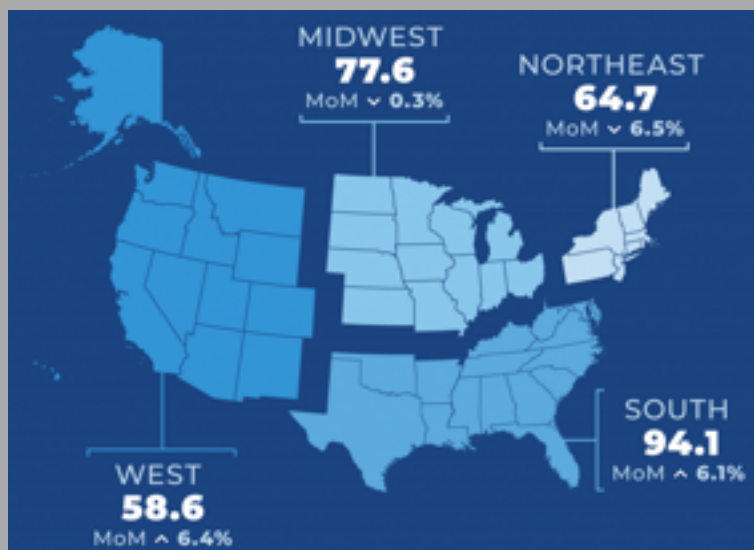 MIDWEST
77.6
MoM ⌄ 0.3%
NORTHEAST
64.7
MoM ⌄ 6.5%
SOUTH
94.1
MoM ^ 6.1%
WEST
58.6
MoM ^ 6.4%